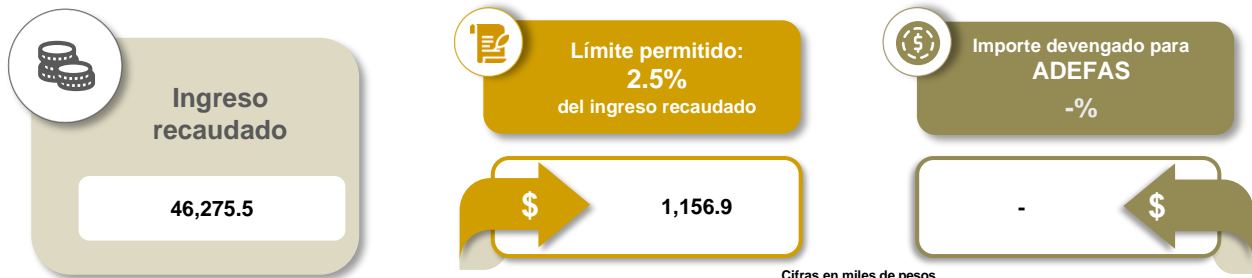 Ingreso
recaudado
46,275.5
Límite permitido:
2.5%
del ingreso recaudado
$
1,156.9
Importe devengado para
ADEFAS
-%
-
$
Cifras en miles de pesos